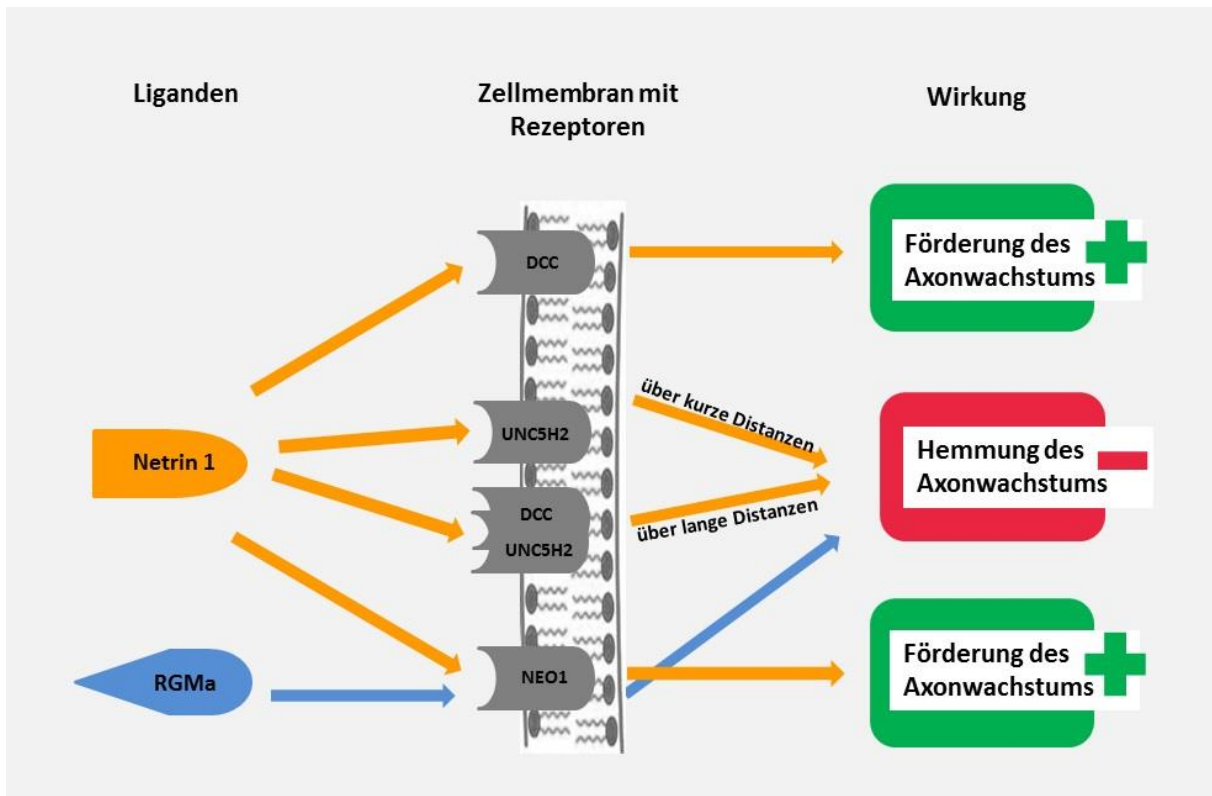 Liganden
Zellmembran mit
Rezeptoren
Wirkung
DCC
Förderung des
Axonwachstums
über kurze Distanzen
UNC5H2
Netrin 1
Hemmung des
Axonwachstums
DCC
UNC5H2
über lange Distanzen
RGMa
NEO1
Förderung des
Axonwachstums